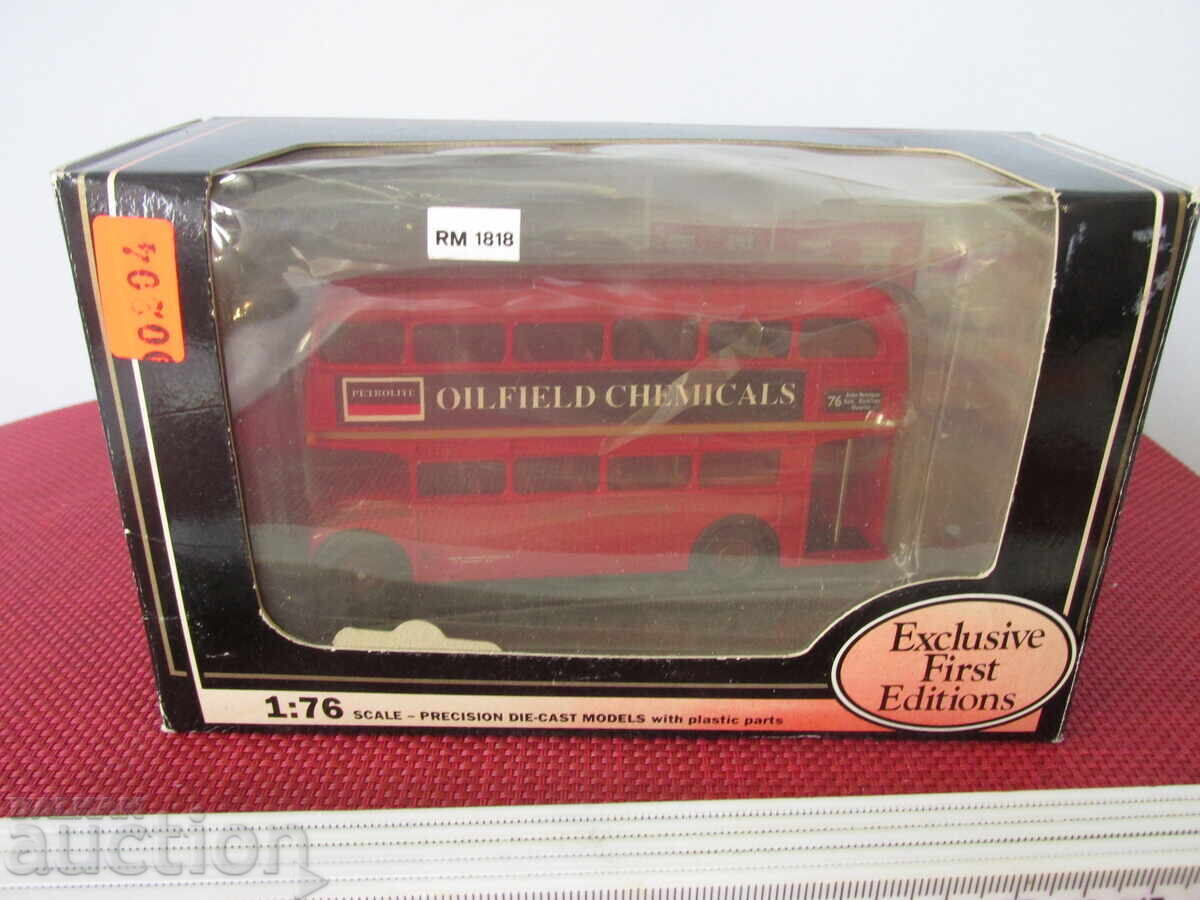 RM 1818
PETROLITE
OILFIELD CHEMICALS
76
Exclusive
First
Editions
1:76 SCALE – PRECISION DIE-CAST MODELS with plastic parts
auction